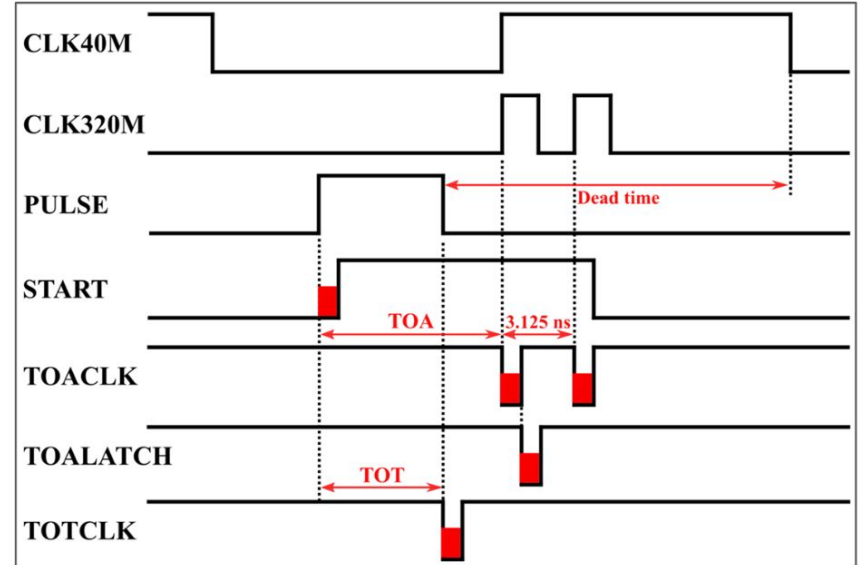 CLK40M
CLK320M
PULSE
Dead time
START
TOA
3.125 ns
TOACLK
TOALATCH
TOT
TOTCLK